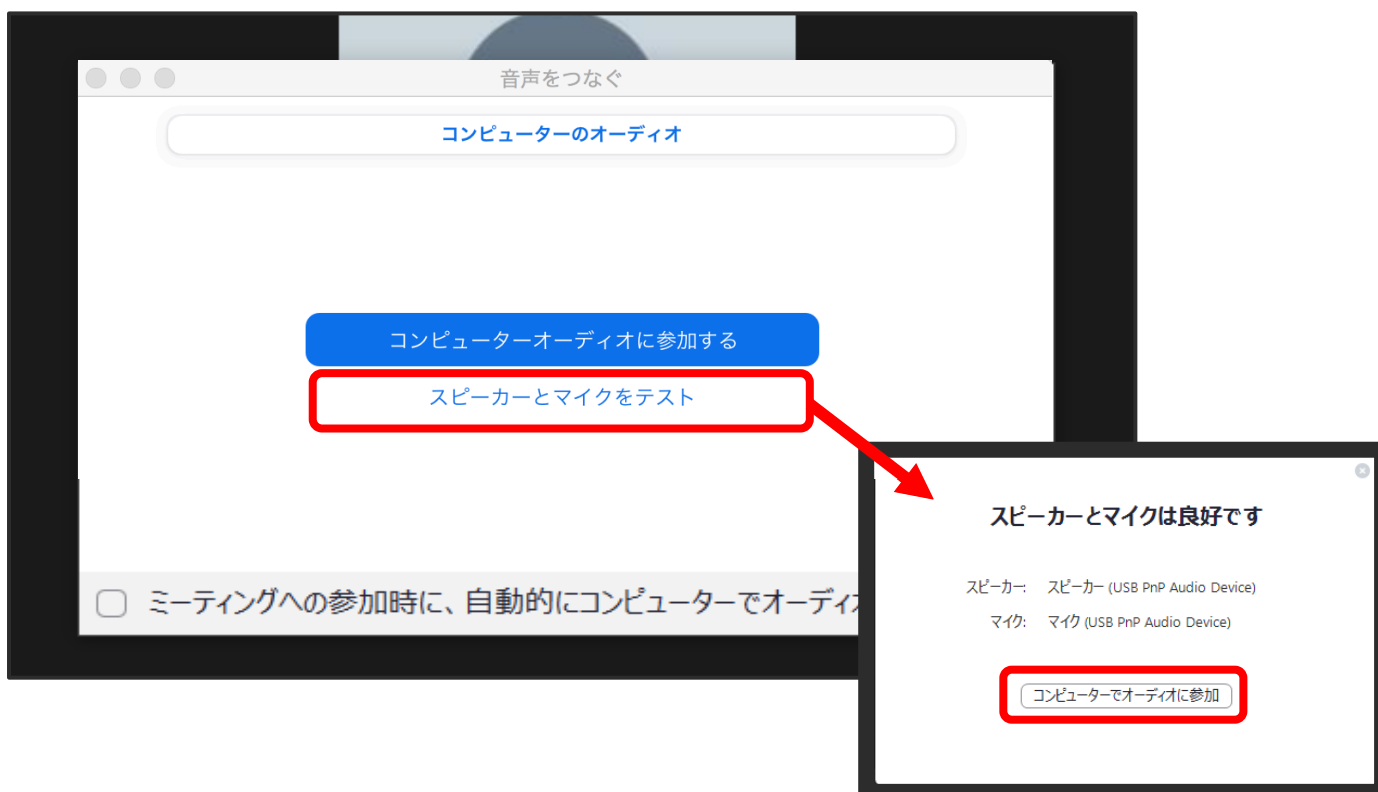 音声をつなぐ
コンピューターのオーディオ
コンピューターオーディオに参加する
スピーカーとマイクをテスト
ミーティングへの参加時に、自動的にコンピューターでオーディオ
スピーカーとマイクは良好です
スピーカー: スピーカー (USB PnP Audio Device)
マイク: マイク (USB PnP Audio Device)
コンピューターでオーディオに参加